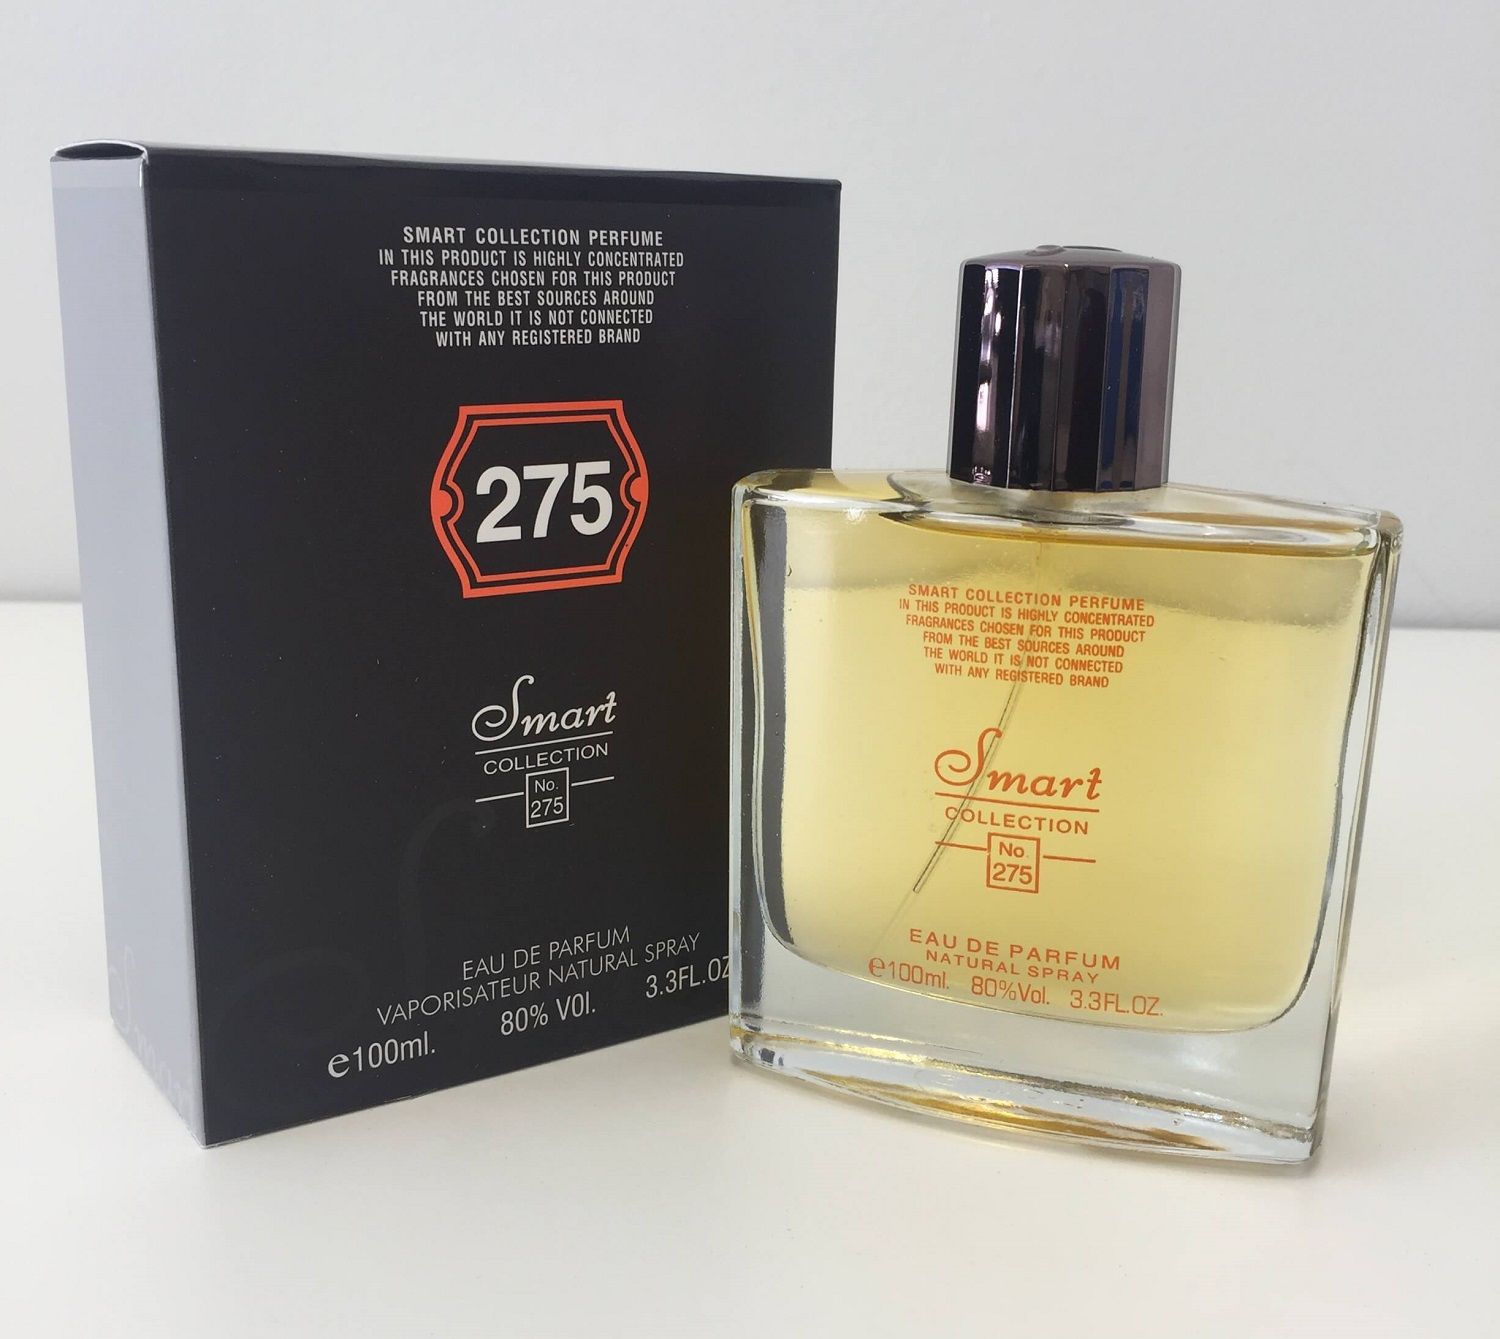 SMART COLLECTION PERFUME
IN THIS PRODUCT IS HIGHLY CONCENTRATED
FRAGRANCES CHOSEN FOR THIS PRODUCT
FROM THE BEST SOURCES AROUND
THE WORLD IT IS NOT CONNECTED
WITH ANY REGISTERED BRAND
275
Smart
COLLECTION
No.
275
EAU DE PARFUM
VAPORISATEUR NATURAL SPRAY
℮100ml. 80% VOl. 3.3FL.OZ
Smart
SMART COLLECTION PERFUME
IN THIS PRODUCT IS HIGHLY CONCENTRATED
FRAGRANCES CHOSEN FOR THIS PRODUCT
FROM THE BEST SOURCES AROUND
THE WORLD IT IS NOT CONNECTED
WITH ANY REGISTERED BRAND
Smart
COLLECTION
No.
275
EAU DE PARFUM
NATURAL SPRAY
℮100ml. 80%Vol. 3.3FL.OZ.